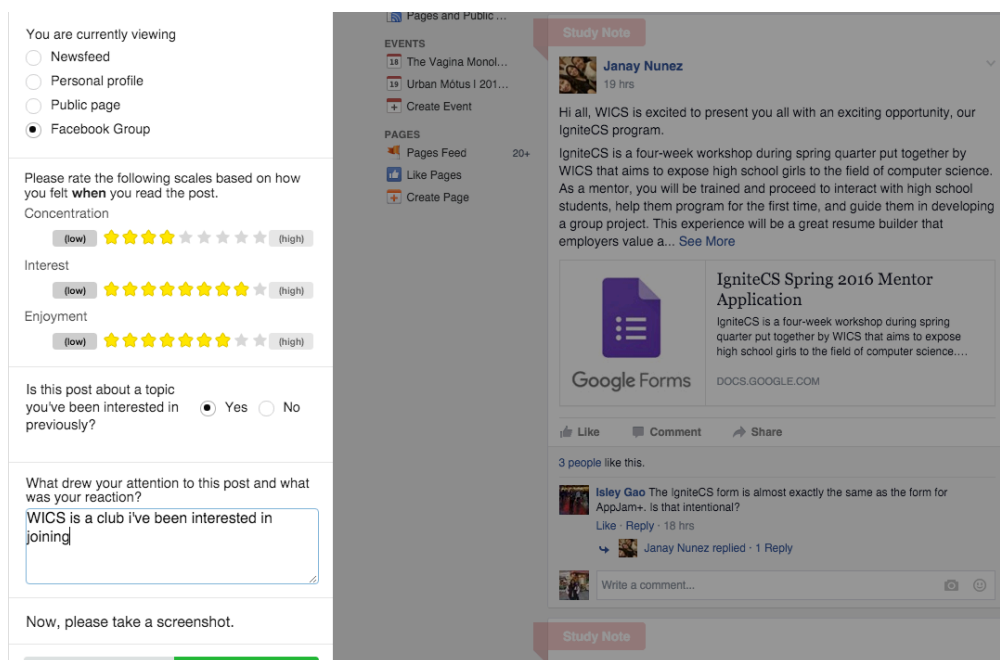 You are currently viewing
Newsfeed
Personal profile
Public page
Facebook Group
Please rate the following scales based on how
you felt when you read the post.
Concentration
(low)
(high)
Interest
(low)
(high)
Enjoyment
(low)
(high)
Is this post about a topic
you've been interested in
previously?
Yes
No
What drew your attention to this post and what
was your reaction?
WICS is a club i've been interested in
joining
Now, please take a screenshot.
Pages and Public ...
EVENTS
18
The Vagina Monol...
19
Urban Mótus I 201...
Create Event
PAGES
Pages Feed
20+
Like Pages
Create Page
Study Note
Janay Nunez
19 hrs
Hi all, WICS is excited to present you all with an exciting opportunity, our
IgniteCS program.
IgniteCS is a four-week workshop during spring quarter put together by
WICS that aims to expose high school girls to the field of computer science.
As a mentor, you will be trained and proceed to interact with high school
students, help them program for the first time, and guide them in developing
a group project. This experience will be a great resume builder that
employers value a... See More
Google Forms
IgniteCS Spring 2016 Mentor
Application
IgniteCS is a four-week workshop during spring
quarter put together by WICS that aims to expose
high school girls to the field of computer science....
DOCS.GOOGLE.COM
Like
Comment
Share
3 people like this.
Isley Gao The IgniteCS form is almost exactly the same as the form for
AppJam+. Is that intentional?
Like · Reply · 18 hrs
Janay Nunez replied · 1 Reply
Write a comment...
Study Note